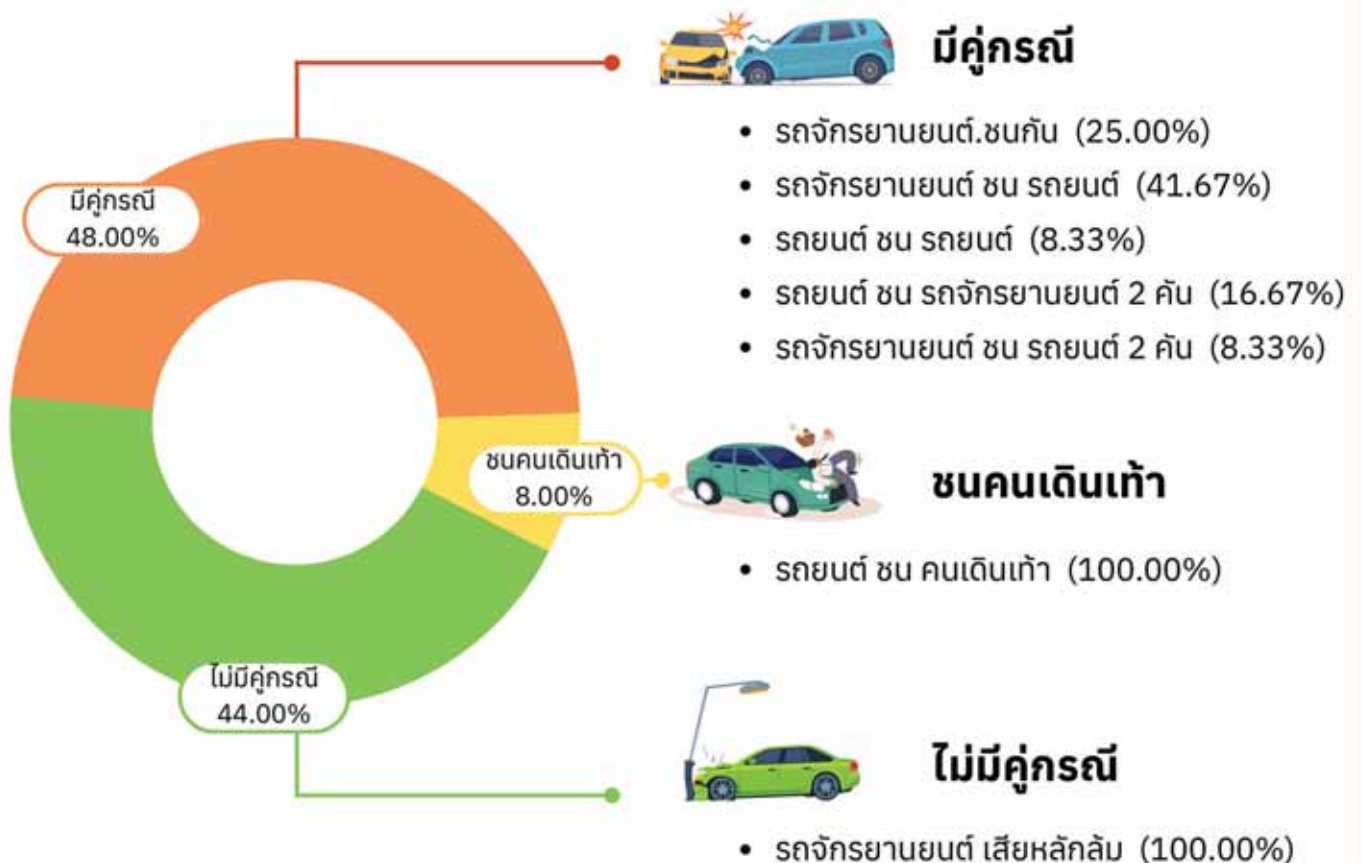 มีคู่กรณี
• รถจักรยานยนต์.ชนกัน (25.00%)
• รถจักรยานยนต์ ชน รถยนต์ (41.67%)
• รถยนต์ ชน รถยนต์ (8.33%)
• รถยนต์ ชน รถจักรยานยนต์ 2 คัน (16.67%)
• รถจักรยานยนต์ ชน รถยนต์ 2 คัน (8.33%)
มีคู่กรณี
48.00%
ชนคนเดินเท้า
8.00%
ชนคนเดินเท้า
• รถยนต์ ชน คนเดินเท้า (100.00%)
ไม่มีคู่กรณี
44.00%
ไม่มีคู่กรณี
• รถจักรยานยนต์ เสียหลักล้ม (100.00%)